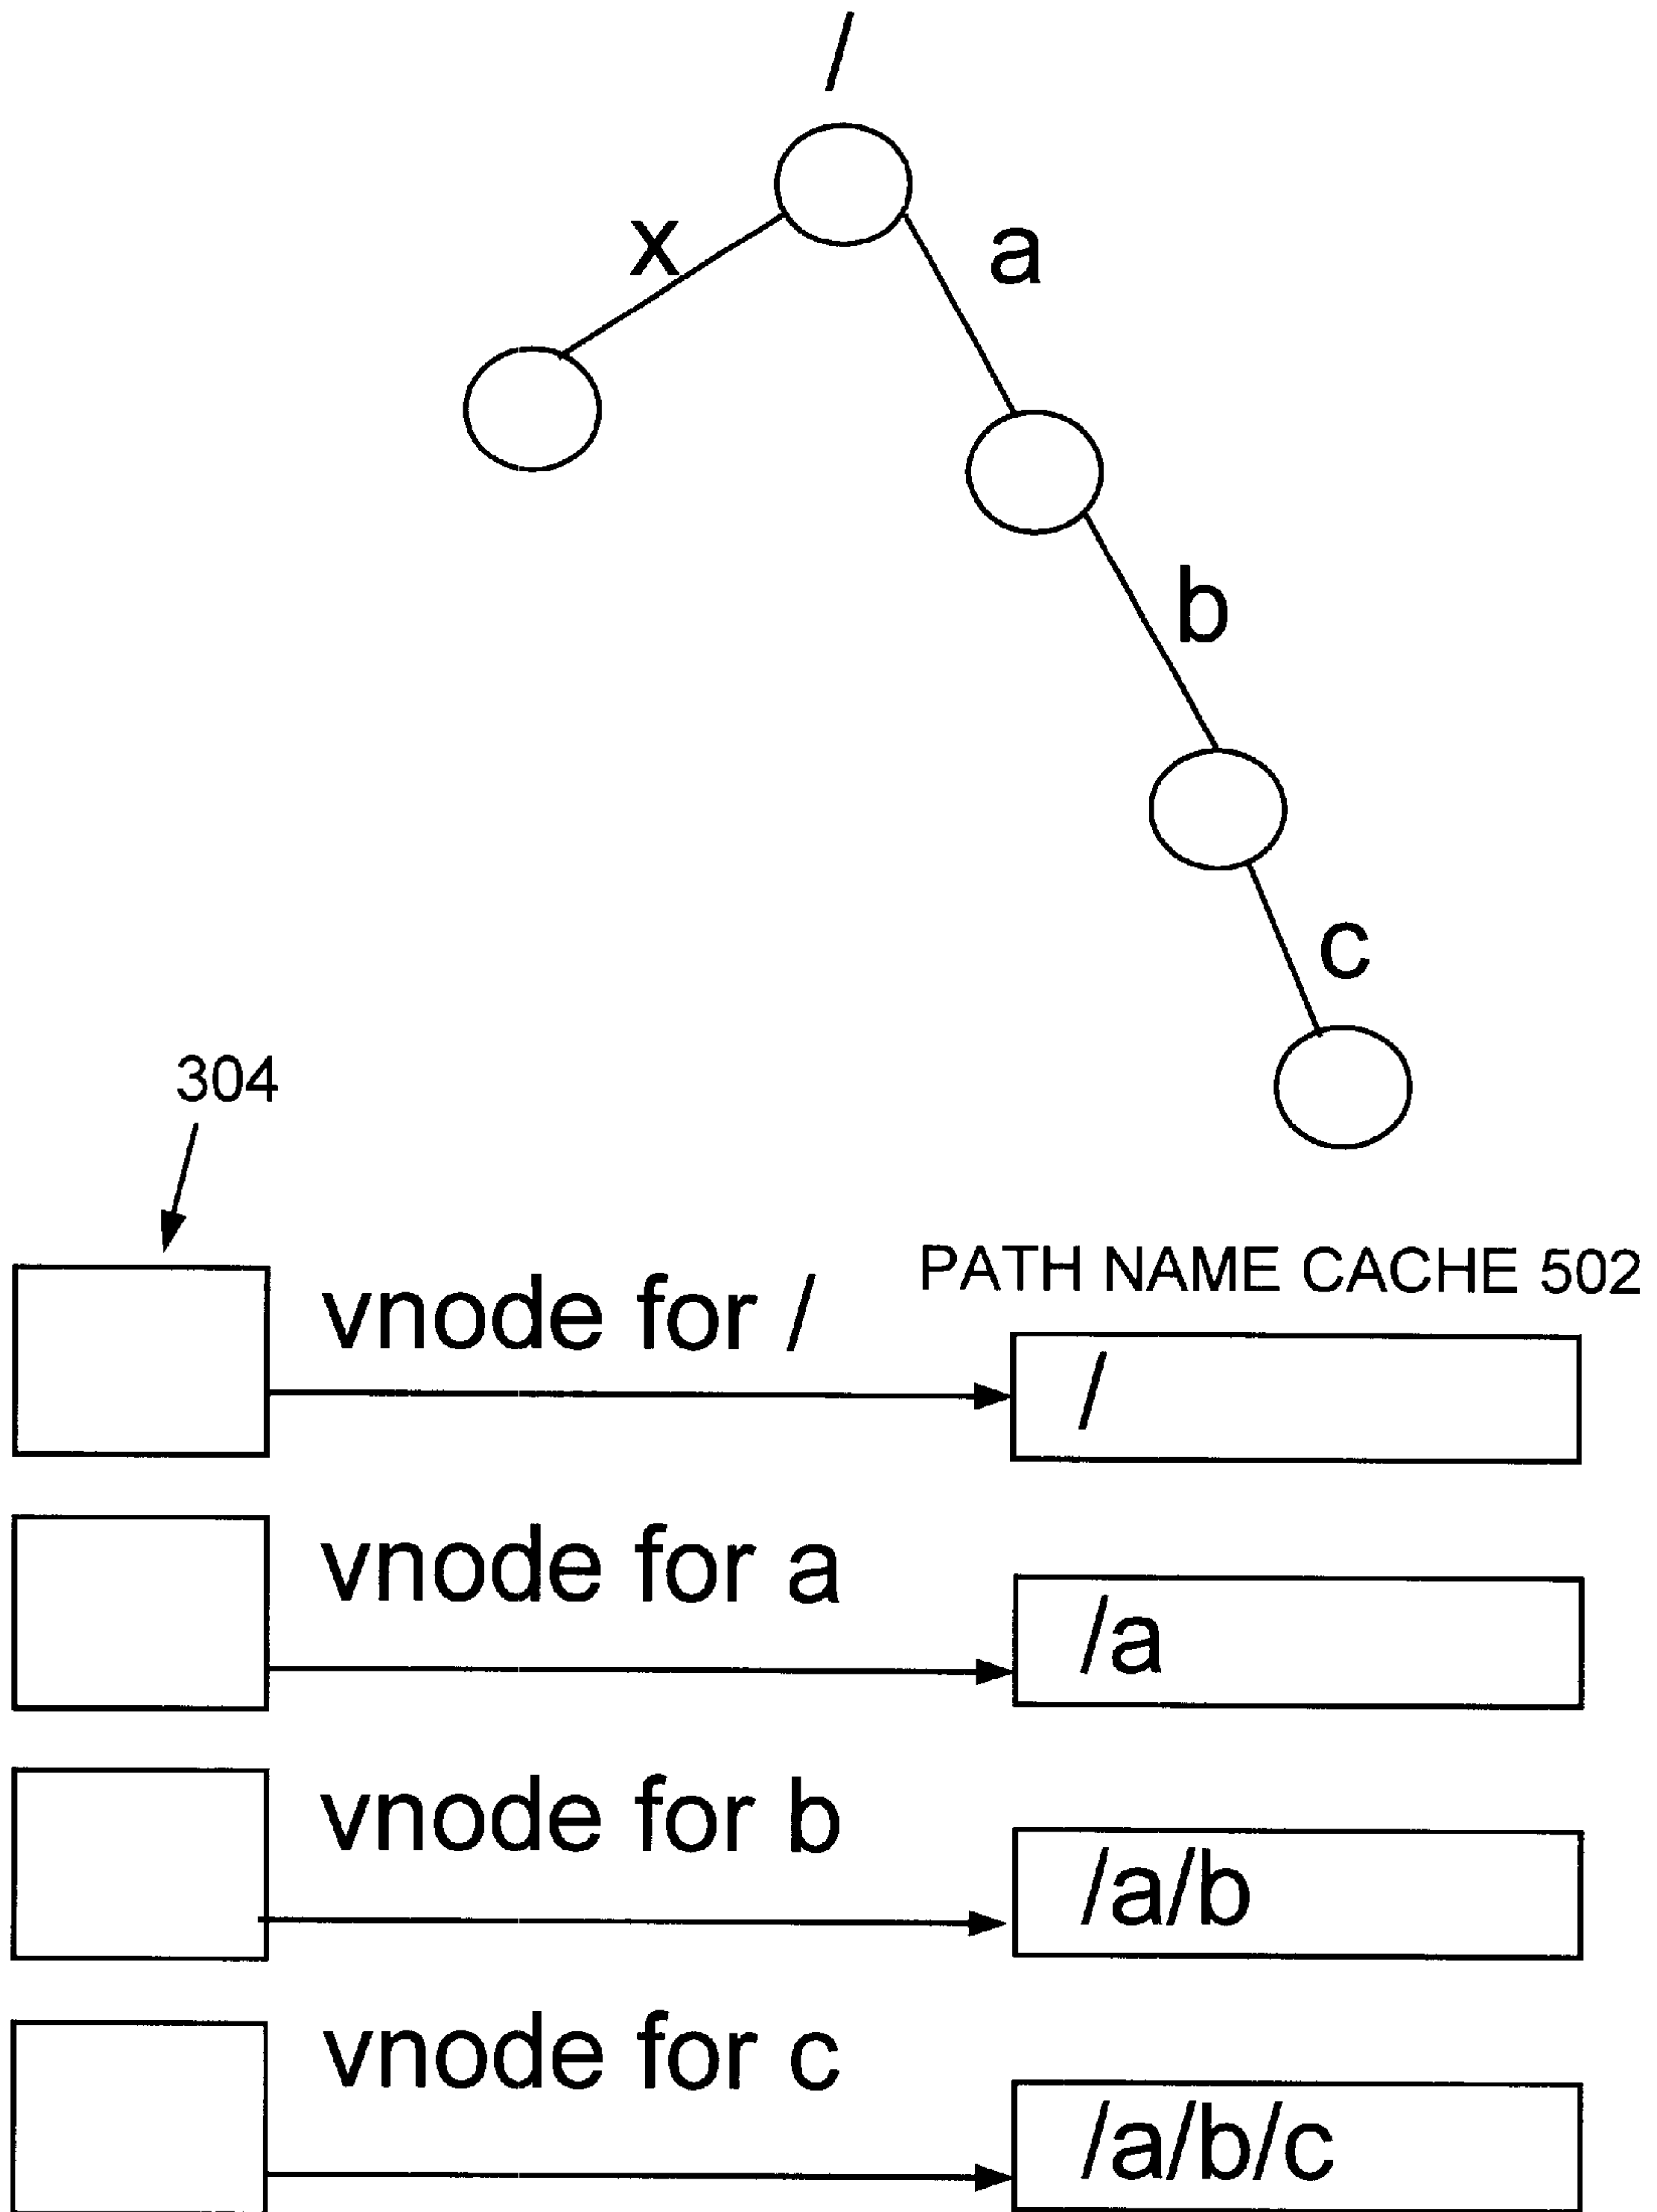 /
x
a
b
c
304
PATH NAME CACHE 502
vnode for /
/
vnode for a
/a
vnode for b
/a/b
vnode for c
/a/b/c